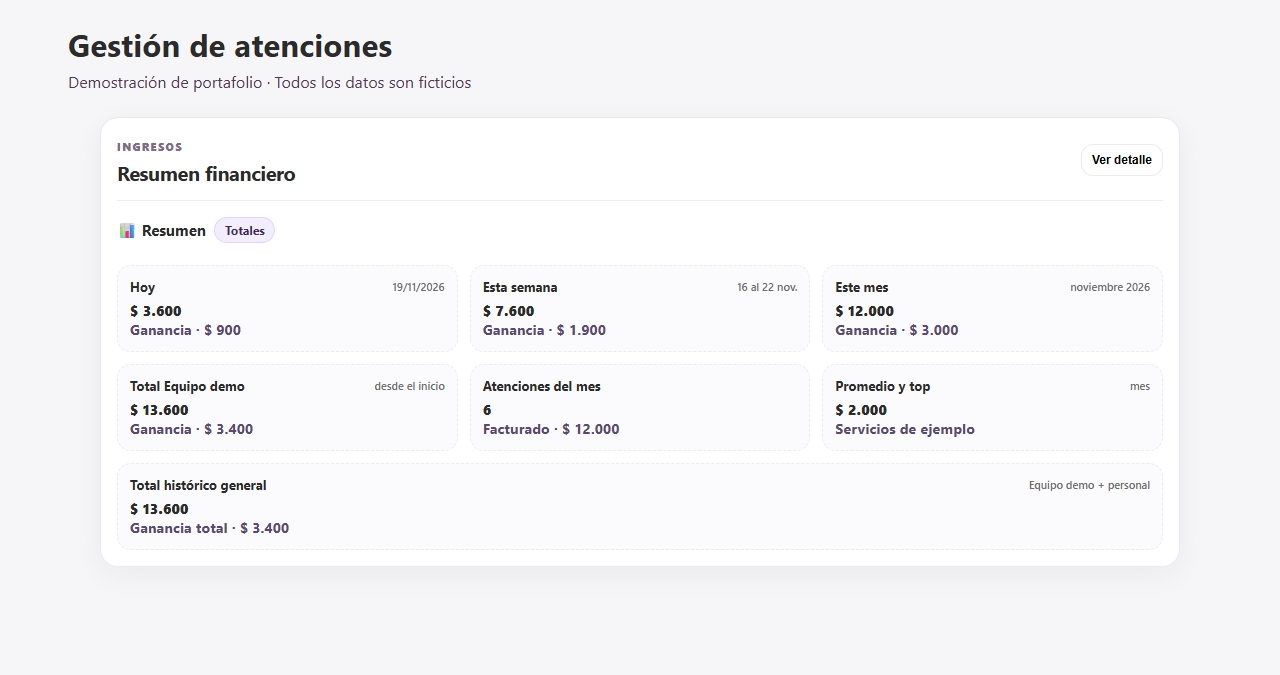 Gestión de atenciones
Demostración de portafolio · Todos los datos son ficticios
INGRESOS
Resumen financiero
Ver detalle
Resumen
Totales
Hoy
19/11/2026
$ 3.600
Ganancia · $ 900
Esta semana
16 al 22 nov.
$ 7.600
Ganancia · $ 1.900
Este mes
noviembre 2026
$ 12.000
Ganancia · $ 3.000
Total Equipo demo
desde el inicio
$ 13.600
Ganancia · $ 3.400
Atenciones del mes
6
Facturado · $ 12.000
Promedio y top
mes
$ 2.000
Servicios de ejemplo
Total histórico general
Equipo demo + personal
$ 13.600
Ganancia total · $ 3.400